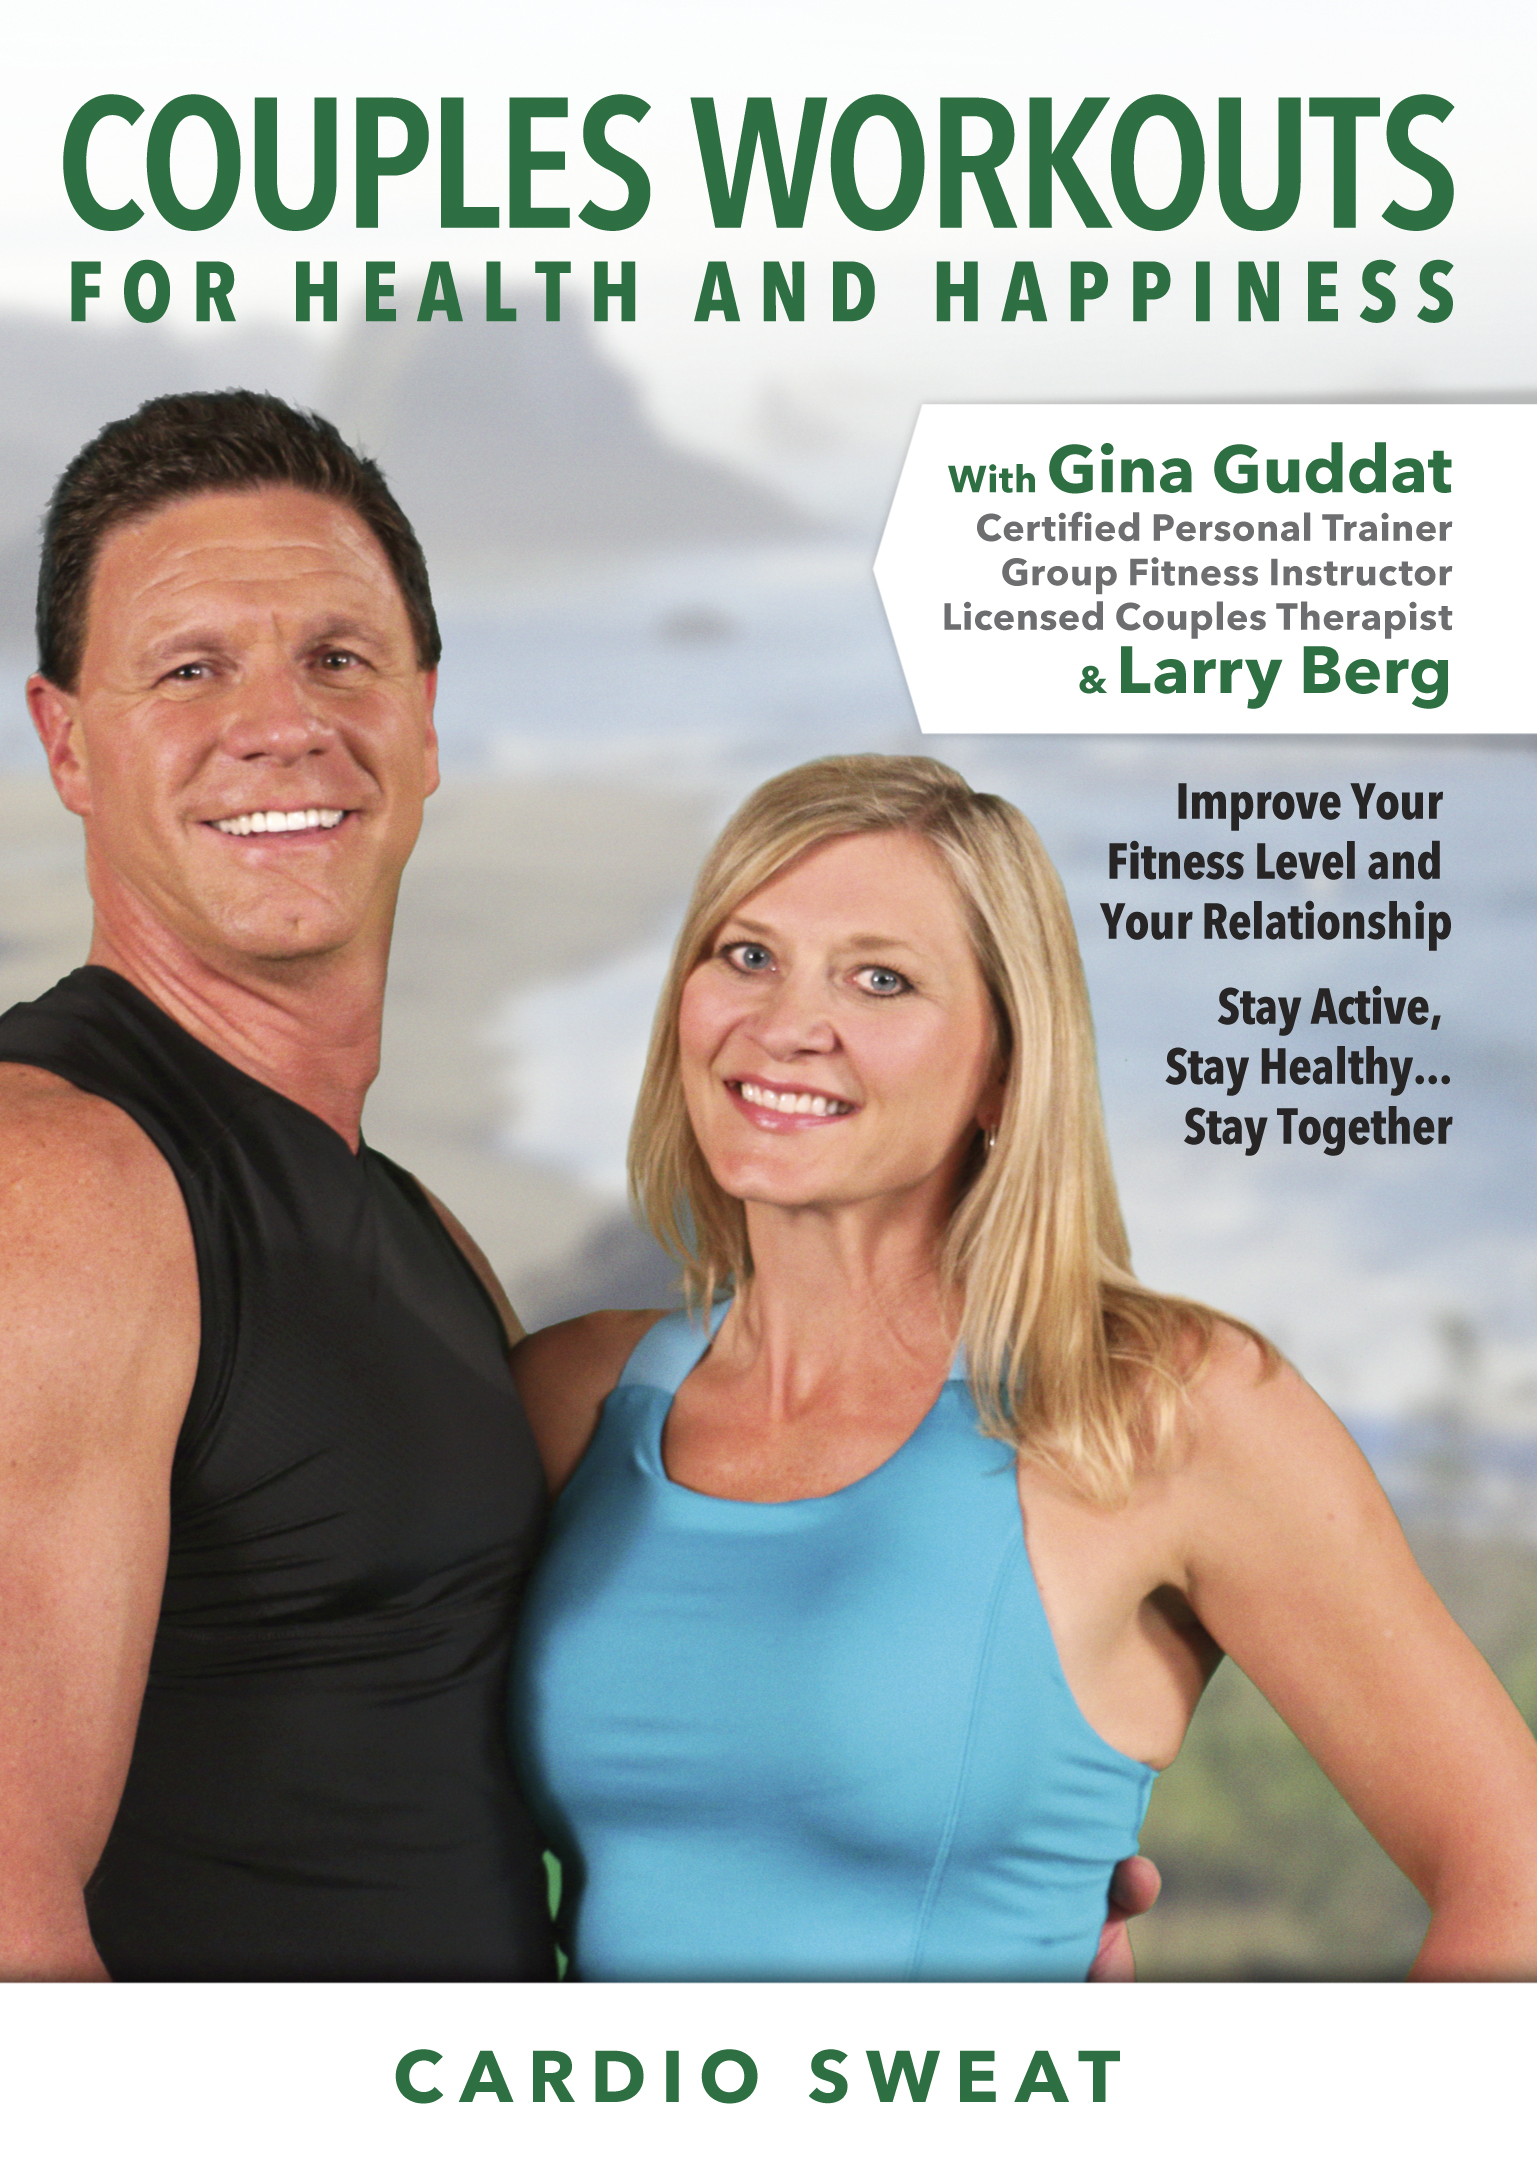 COUPLES WORKOUTS
FOR HEALTH AND HAPPINESS
With Gina Guddat
Certified Personal Trainer
Group Fitness Instructor
Licensed Couples Therapist
& Larry Berg
Improve Your
Fitness Level and
Your Relationship
Stay Active,
Stay Healthy...
Stay Together
CARDIO SWEAT